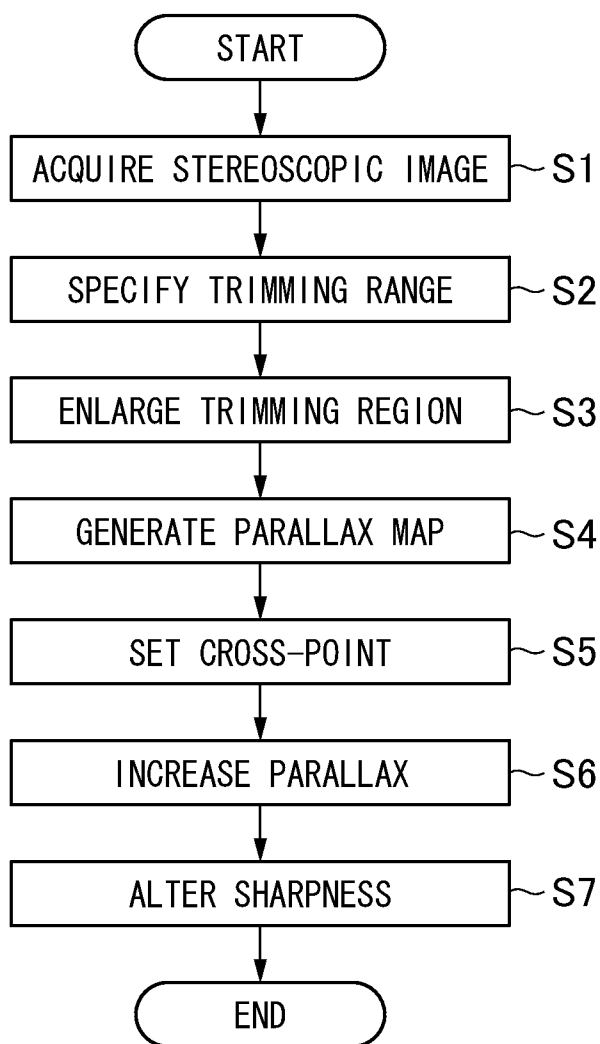 START
ACQUIRE STEREOSCOPIC IMAGE S1
SPECIFY TRIMMING RANGE S2
ENLARGE TRIMMING REGION S3
GENERATE PARALLAX MAP S4
SET CROSS-POINT S5
INCREASE PARALLAX S6
ALTER SHARPNESS S7
END